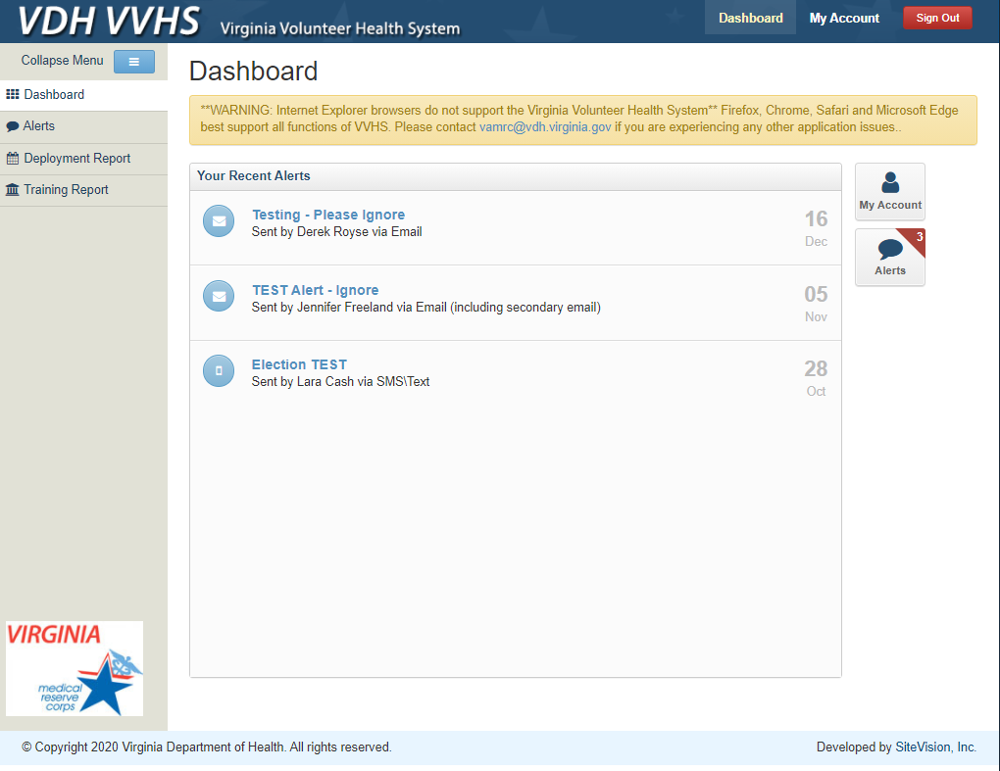 VDH VVHS Virginia Volunteer Health System
Dashboard My Account Sign Out
Collapse Menu
Dashboard
Alerts
Deployment Report
Training Report
Dashboard
**WARNING: Internet Explorer browsers do not support the Virginia Volunteer Health System** Firefox, Chrome, Safari and Microsoft Edge
best support all functions of VVHS. Please contact vamrc@vdh.virginia.gov if you are experiencing any other application issues..
Your Recent Alerts
Testing - Please Ignore
Sent by Derek Royse via Email
16
Dec
TEST Alert - Ignore
Sent by Jennifer Freeland via Email (including secondary email)
05
Nov
Election TEST
Sent by Lara Cash via SMS\Text
28
Oct
My Account
3
Alerts
VIRGINIA
medical
reserve
corps
© Copyright 2020 Virginia Department of Health. All rights reserved.
Developed by SiteVision, Inc.